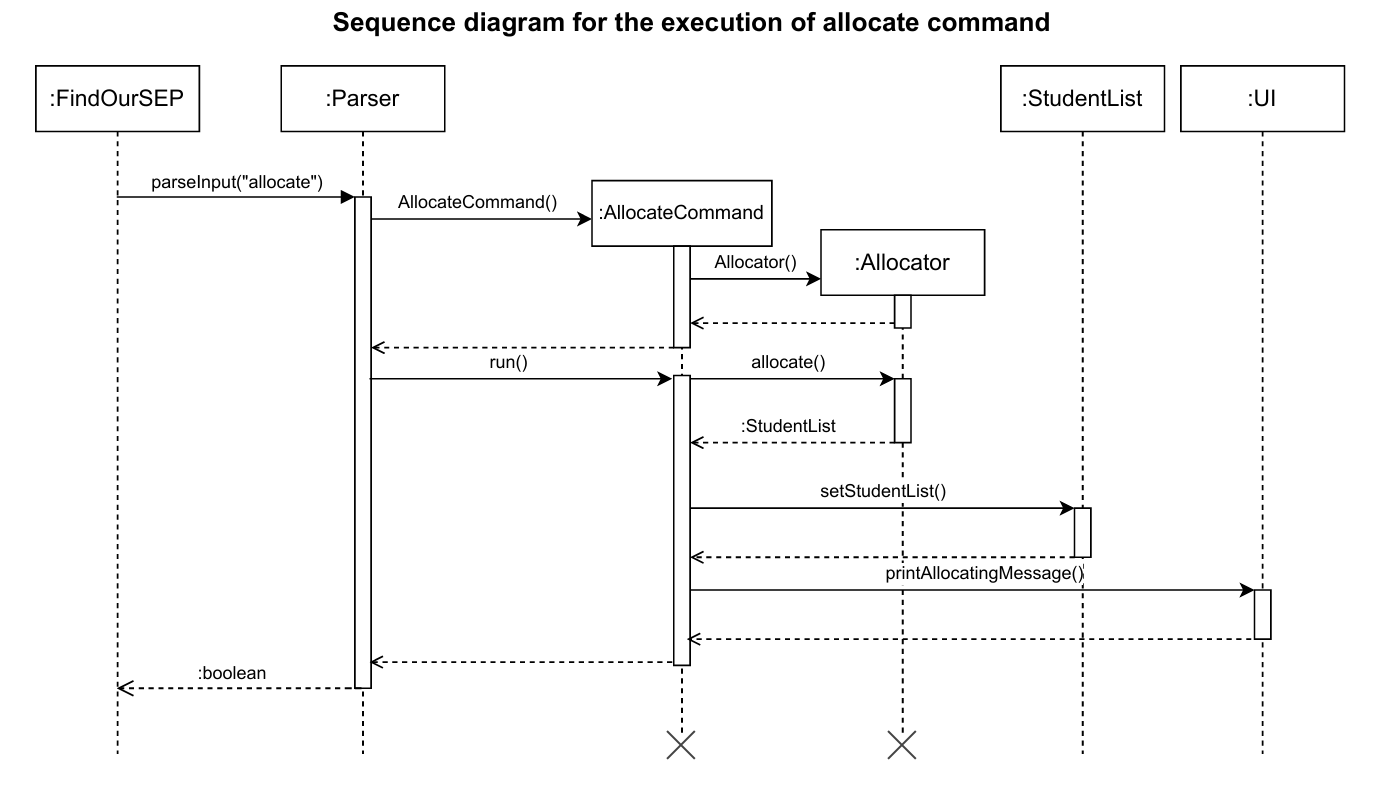 Sequence diagram for the execution of allocate command
:FindOurSEP
:Parser
:StudentList
:UI
parseInput("allocate")
AllocateCommand()
:AllocateCommand
Allocator()
:Allocator
run()
allocate()
:StudentList
setStudentList()
printAllocatingMessage()
:boolean